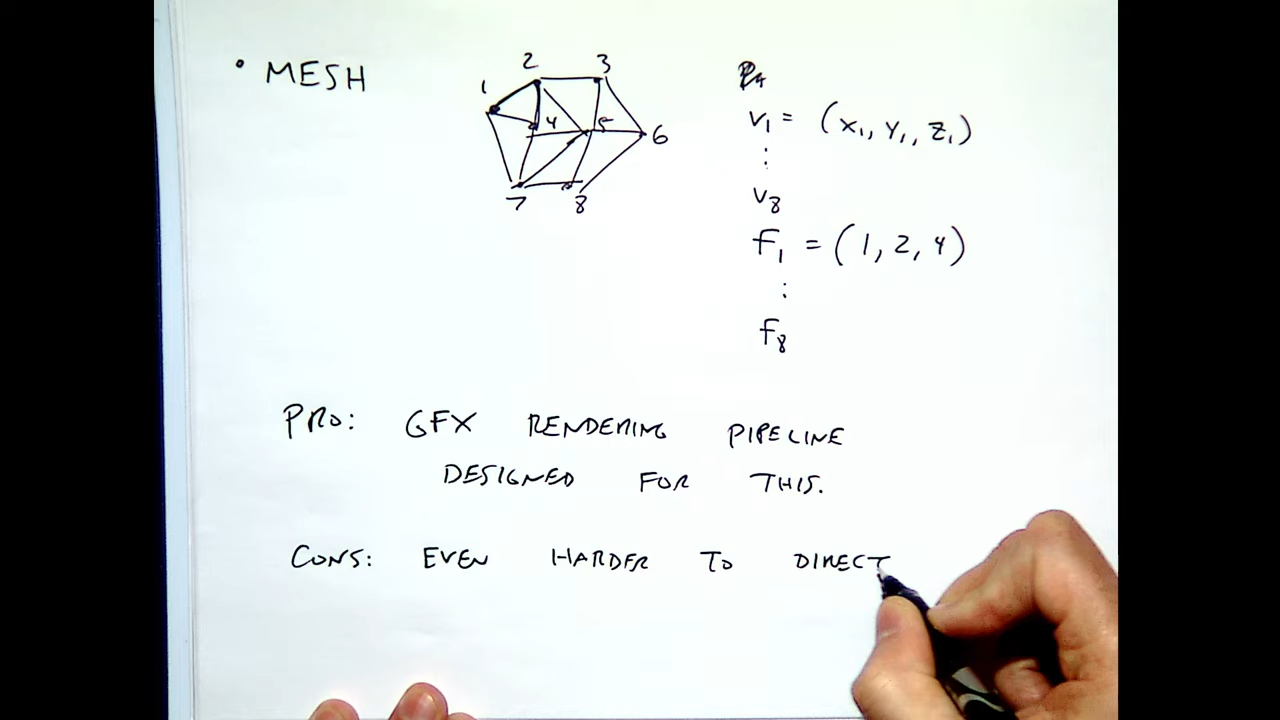 • MESH
1 2 3
4 5 6
7 8
v₁ = (x₁, y₁, z₁)
⋮
v₈
f₁ = (1, 2, 4)
⋮
f₈
PRO: GFX RENDERING PIPELINE
DESIGNED FOR THIS.
CONS: EVEN HARDER TO DIRECT